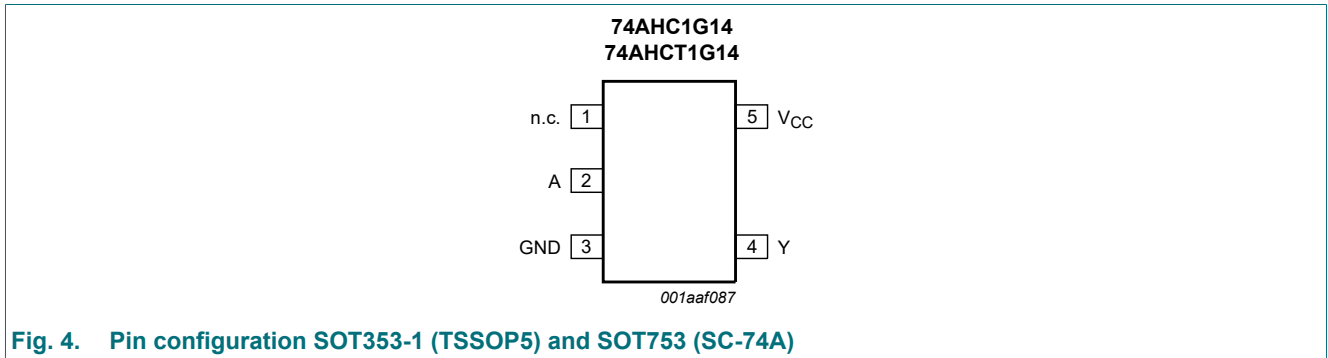 74AHC1G14
74AHCT1G14
n.c. 1 5 VCC
A 2
GND 3 4 Y
001aaf087
Fig. 4. Pin configuration SOT353-1 (TSSOP5) and SOT753 (SC-74A)